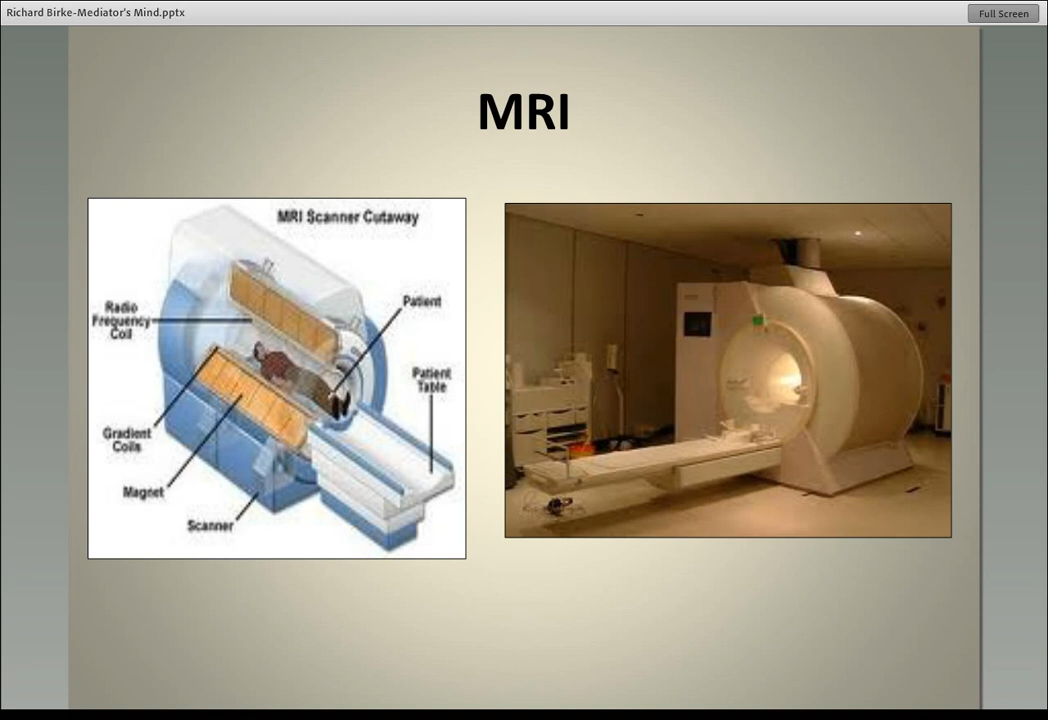 Richard Birke-Mediator's Mind.pptx
Full Screen
MRI
MRI Scanner Cutaway
Radio
Frequency
Coil
Patient
Patient
Table
Gradient
Coils
Magnet
Scanner